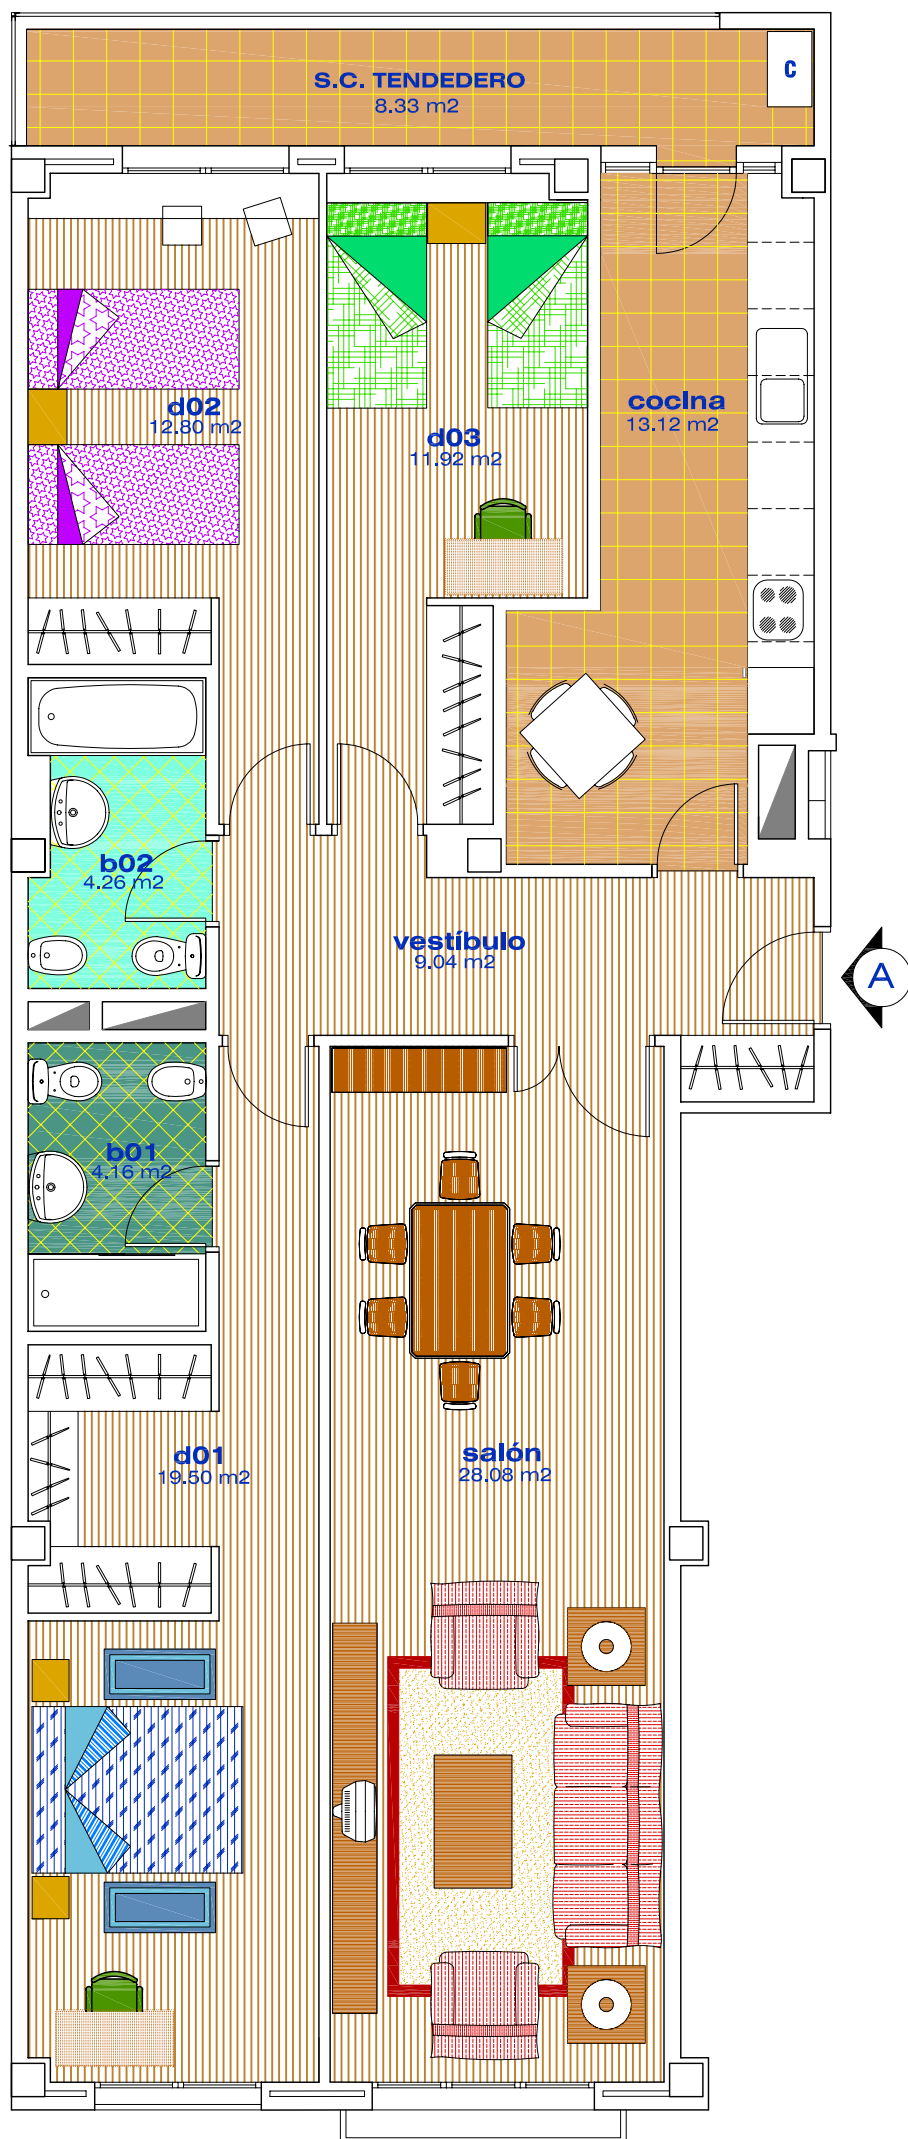 S.C. TENDEDERO
8.33 m2
C
d02
12.80 m2
d03
11.92 m2
cocina
13.12 m2
b02
4.26 m2
vestíbulo
9.04 m2
A
b01
4.16 m2
d01
19.50 m2
salón
28.08 m2